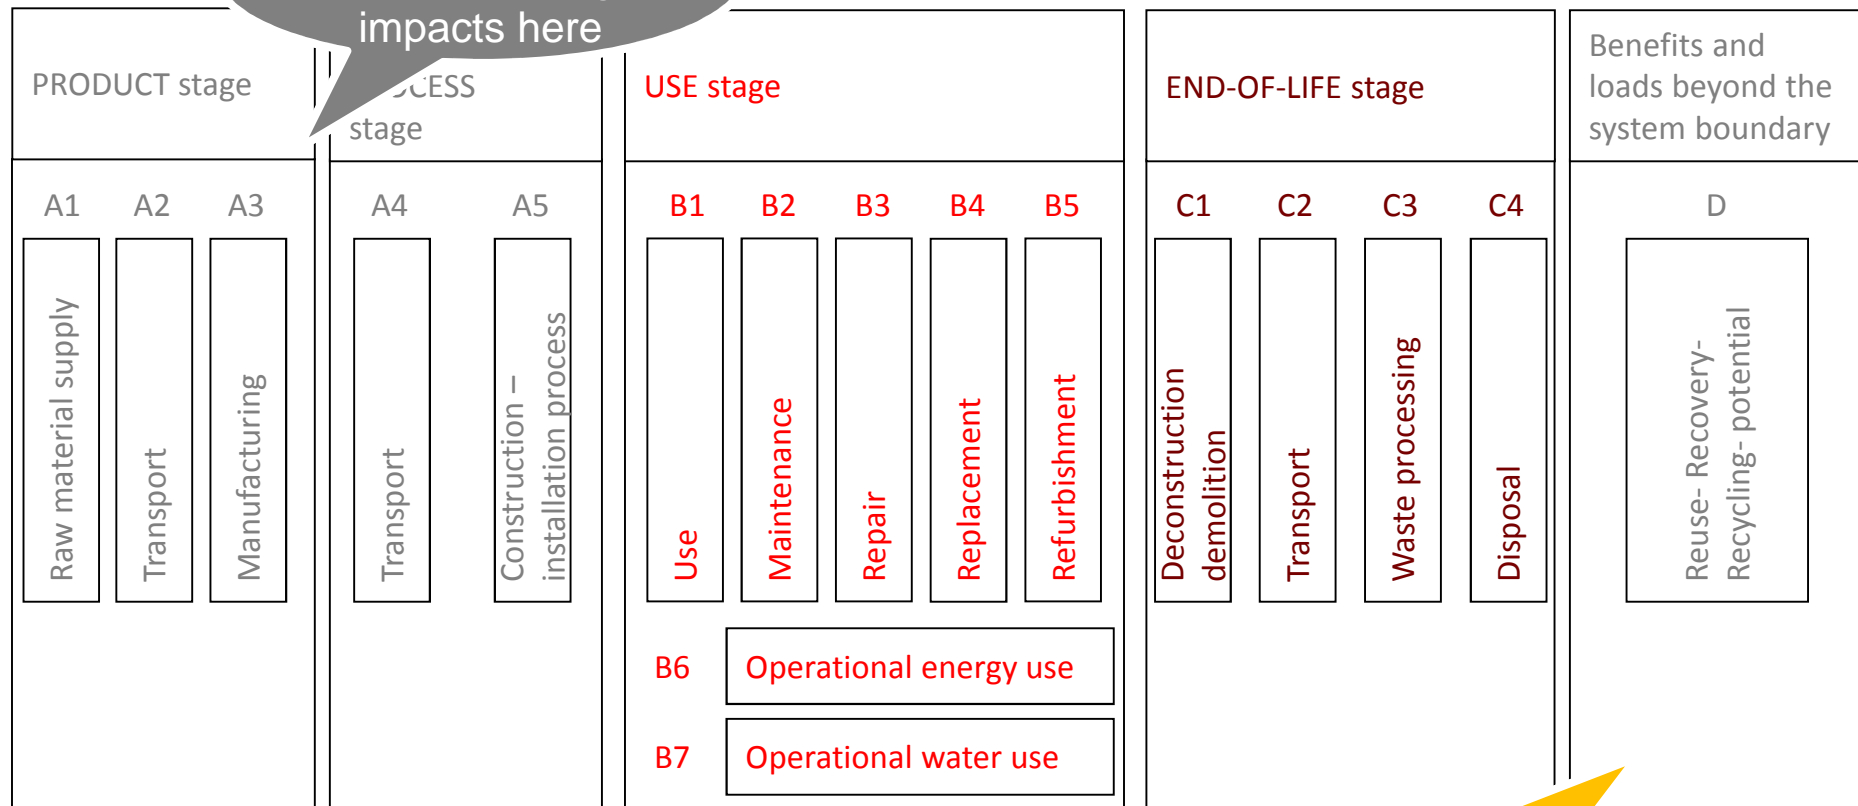 impacts here
PRODUCT stage
stage
USE stage
END-OF-LIFE stage
Benefits and
loads beyond the
system boundary
A1
A2
A3
A4
A5
B1
B2
B3
B4
B5
C1
C2
C3
C4
D
Raw material supply
Transport
Manufacturing
Transport
Construction –
installation process
Use
Maintenance
Repair
Replacement
Refurbishment
Deconstruction
demolition
Transport
Waste processing
Disposal
Reuse- Recovery-
Recycling- potential
B6
Operational energy use
B7
Operational water use